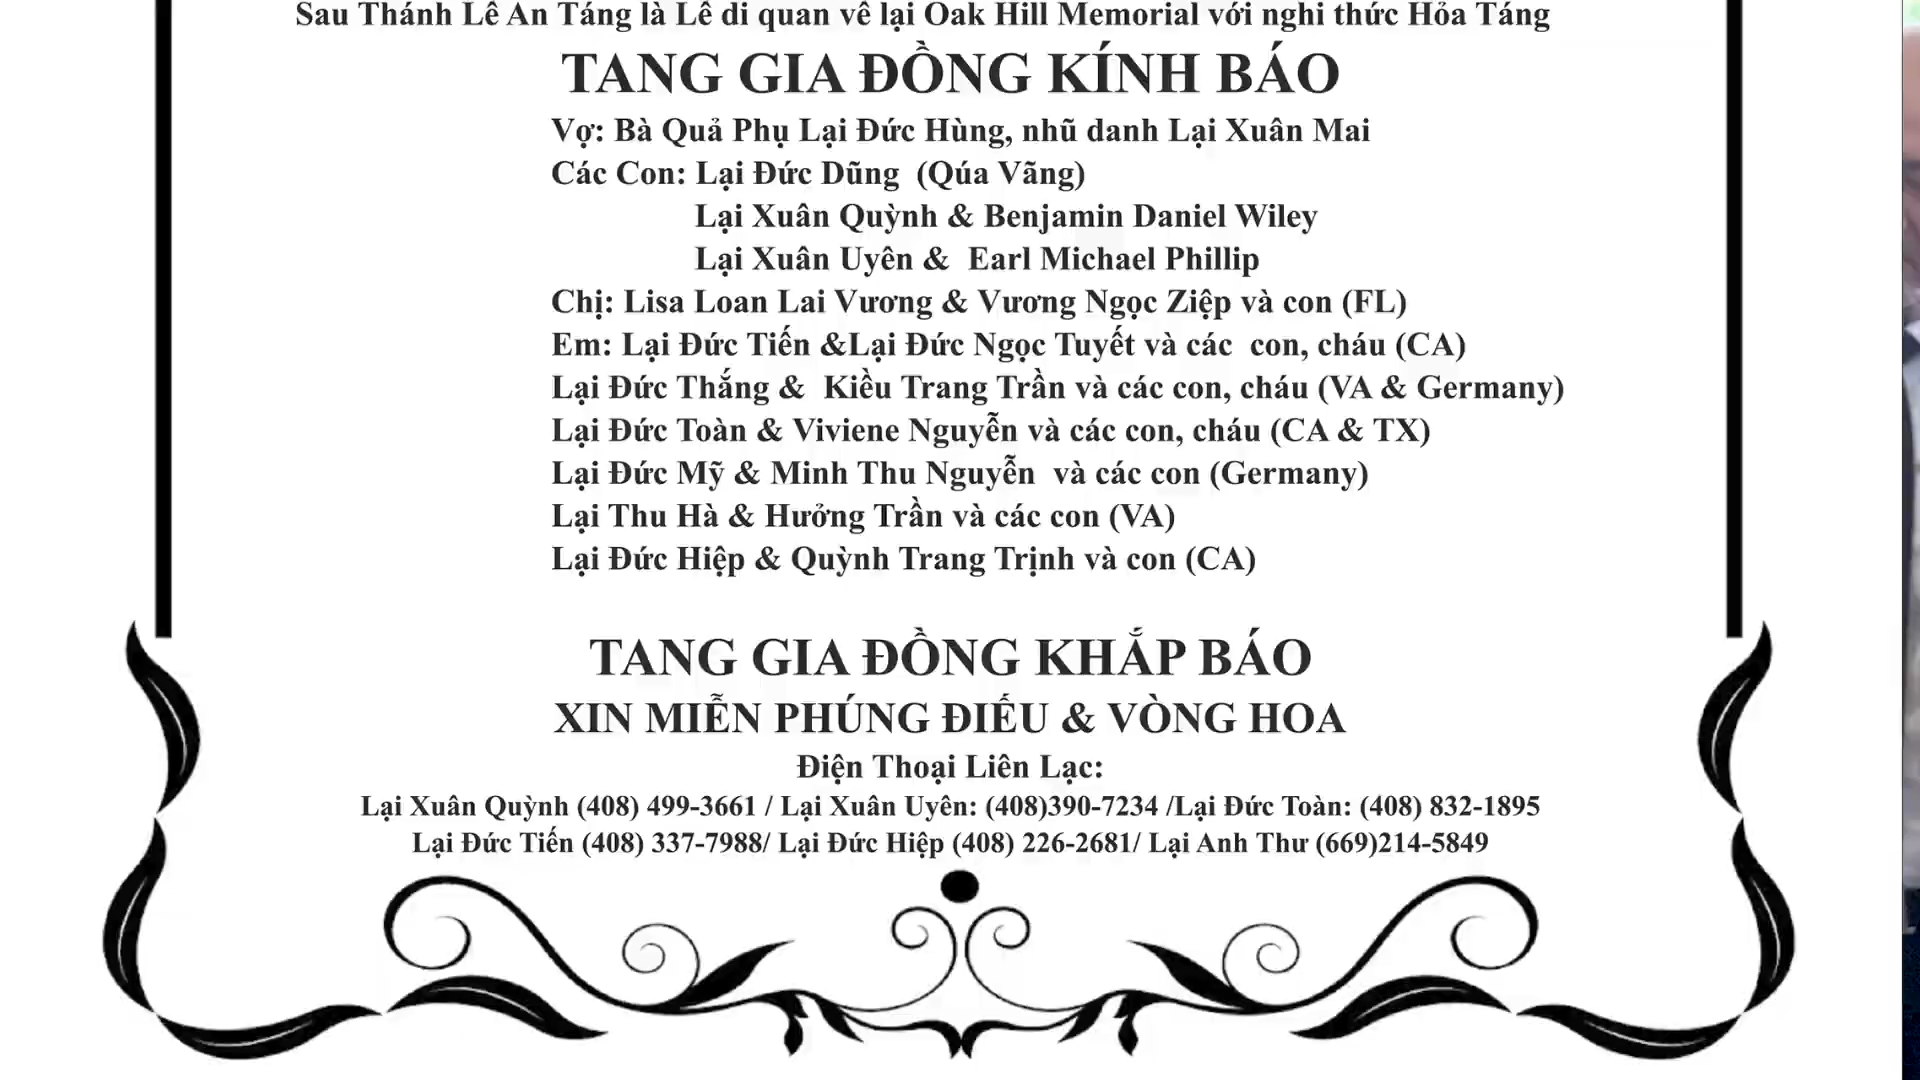 Sau Thánh Lễ An Táng là Lễ di quan về lại Oak Hill Memorial với nghi thức Hỏa Táng
TANG GIA ĐỒNG KÍNH BÁO
Vợ: Bà Quả Phụ Lại Đức Hùng, nhũ danh Lại Xuân Mai
Các Con: Lại Đức Dũng (Qúa Vãng)
Lại Xuân Quỳnh & Benjamin Daniel Wiley
Lại Xuân Uyên & Earl Michael Phillip
Chị: Lisa Loan Lai Vương & Vương Ngọc Ziệp và con (FL)
Em: Lại Đức Tiến &Lại Đức Ngọc Tuyết và các con, cháu (CA)
Lại Đức Thắng & Kiều Trang Trần và các con, cháu (VA & Germany)
Lại Đức Toàn & Viviene Nguyễn và các con, cháu (CA & TX)
Lại Đức Mỹ & Minh Thu Nguyễn và các con (Germany)
Lại Thu Hà & Hưởng Trần và các con (VA)
Lại Đức Hiệp & Quỳnh Trang Trịnh và con (CA)
TANG GIA ĐỒNG KHẮP BÁO
XIN MIỄN PHÚNG ĐIẾU & VÒNG HOA
Điện Thoại Liên Lạc:
Lại Xuân Quỳnh (408) 499-3661 / Lại Xuân Uyên: (408)390-7234 /Lại Đức Toàn: (408) 832-1895
Lại Đức Tiến (408) 337-7988/ Lại Đức Hiệp (408) 226-2681/ Lại Anh Thư (669)214-5849